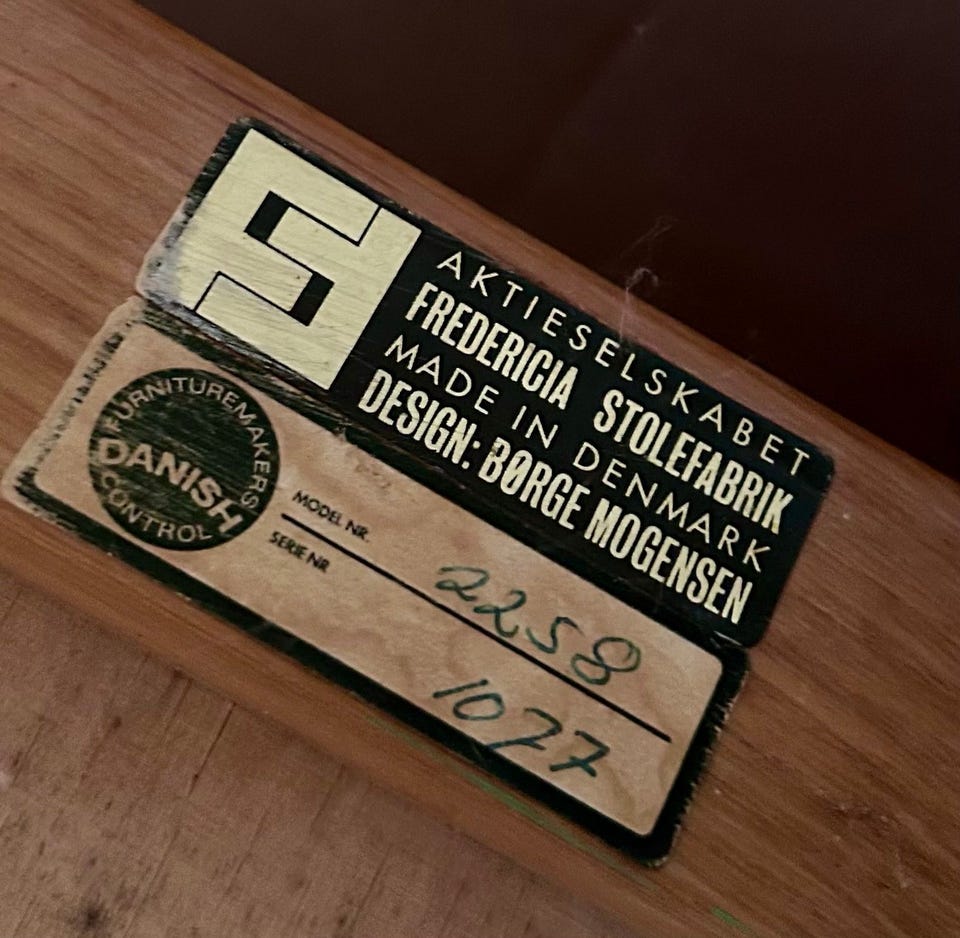 AKTIESELSKABET
FREDERICIA STOLEFABRIK
MADE IN DENMARK
DESIGN: BØRGE MOGENSEN
FURNITUREMAKERS
DANISH
CONTROL
MODEL NR. 2258
SERIE NR 1077